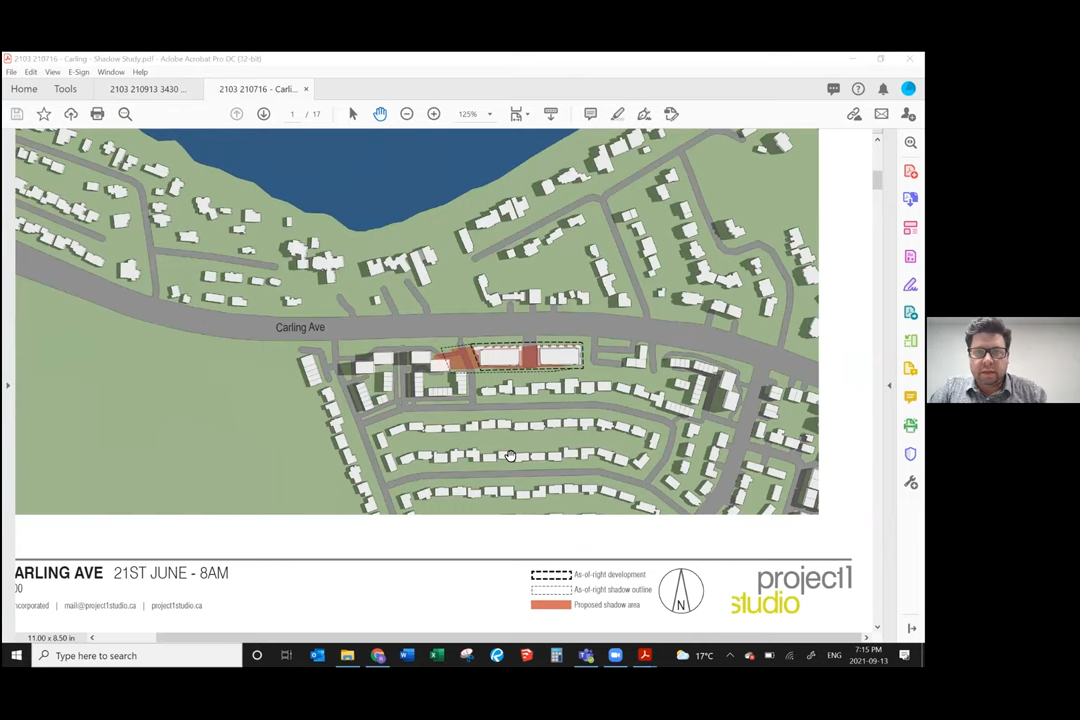 2103 210716 - Carling - Shadow Study.pdf - Adobe Acrobat Pro DC (32-bit)
File Edit View E-Sign Window Help
Home Tools 2103 210913 3430 ... 2103 210716 - Carli... ×
1 / 17 125%
Carling Ave
ARLING AVE 21ST JUNE - 8AM
00
ncorporated | mail@project1studio.ca | project1studio.ca
As-of-right development
As-of-right shadow outline
Proposed shadow area
N
project1
studio
11.00 x 8.50 in
Type here to search
17°C ENG 7:15 PM
2021-09-13